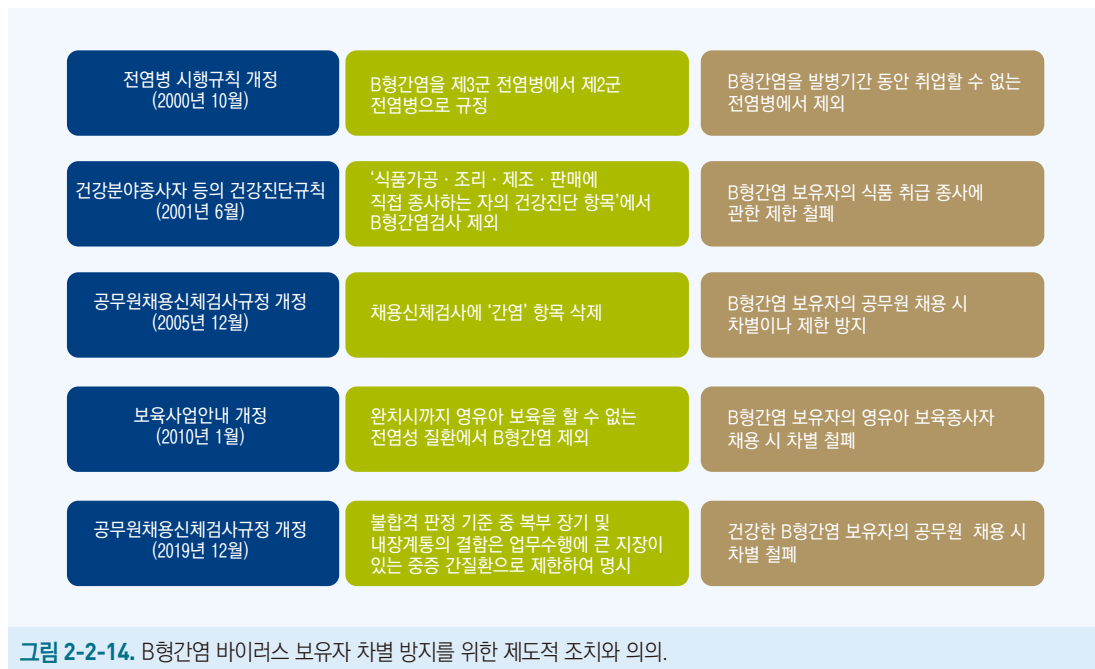 전염병 시행규칙 개정
(2000년 10월)
B형간염을 제3군 전염병에서 제2군
전염병으로 규정
B형간염을 발병기간 동안 취업할 수 없는
전염병에서 제외
건강분야종사자 등의 건강진단규칙
(2001년 6월)
‘식품가공 · 조리 · 제조 · 판매에
직접 종사하는 자의 건강진단 항목’에서
B형간염검사 제외
B형간염 보유자의 식품 취급 종사에
관한 제한 철폐
공무원채용신체검사규정 개정
(2005년 12월)
채용신체검사에 ‘간염’ 항목 삭제
B형간염 보유자의 공무원 채용 시
차별이나 제한 방지
보육사업안내 개정
(2010년 1월)
완치시까지 영유아 보육을 할 수 없는
전염성 질환에서 B형간염 제외
B형간염 보유자의 영유아 보육종사자
채용 시 차별 철폐
공무원채용신체검사규정 개정
(2019년 12월)
불합격 판정 기준 중 복부 장기 및
내장계통의 결함은 업무수행에 큰 지장이
있는 중증 간질환으로 제한하여 명시
건강한 B형간염 보유자의 공무원 채용 시
차별 철폐
그림 2-2-14. B형간염 바이러스 보유자 차별 방지를 위한 제도적 조치와 의의.